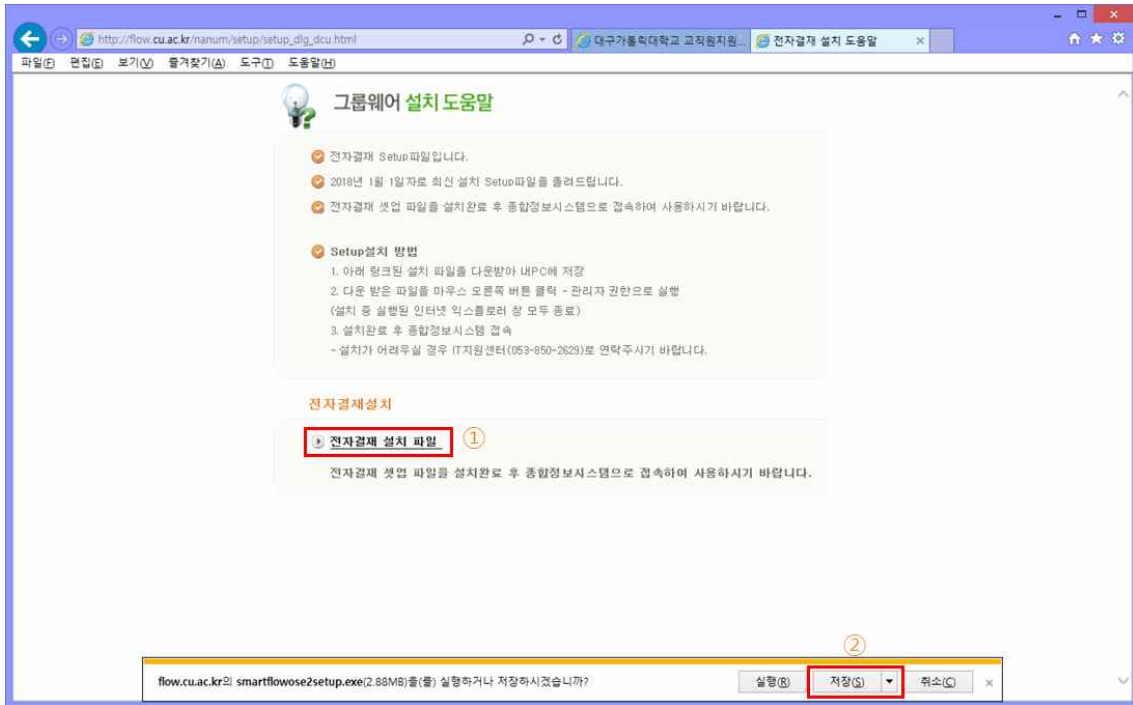 http://flow.cu.ac.kr/nanum/setup/setup_dlg_dcu.html
대구가톨릭대학교 교직원지원...
전자결재 설치 도움말
파일(F) 편집(E) 보기(V) 즐겨찾기(A) 도구(T) 도움말(H)
그룹웨어 설치 도움말
전자결재 Setup파일입니다.
2018년 1월 1일자로 최신 설치 Setup파일을 올려드립니다.
전자결재 셋업 파일을 설치완료 후 종합정보시스템으로 접속하여 사용하시기 바랍니다.
Setup설치 방법
1. 아래 링크된 설치 파일을 다운받아 내PC에 저장
2. 다운 받은 파일을 마우스 오른쪽 버튼 클릭 - 관리자 권한으로 실행
(설치 중 실행된 인터넷 익스플로러 창 모두 종료)
3. 설치완료 후 종합정보시스템 접속
- 설치가 어려우실 경우 IT지원센터(053-850-2629)로 연락주시기 바랍니다.
전자결재설치
전자결재 설치 파일 ①
전자결재 셋업 파일을 설치완료 후 종합정보시스템으로 접속하여 사용하시기 바랍니다.
②
flow.cu.ac.kr의 smartflowose2setup.exe(2.88MB)을(를) 실행하거나 저장하시겠습니까? 실행(R) 저장(S) 취소(C)